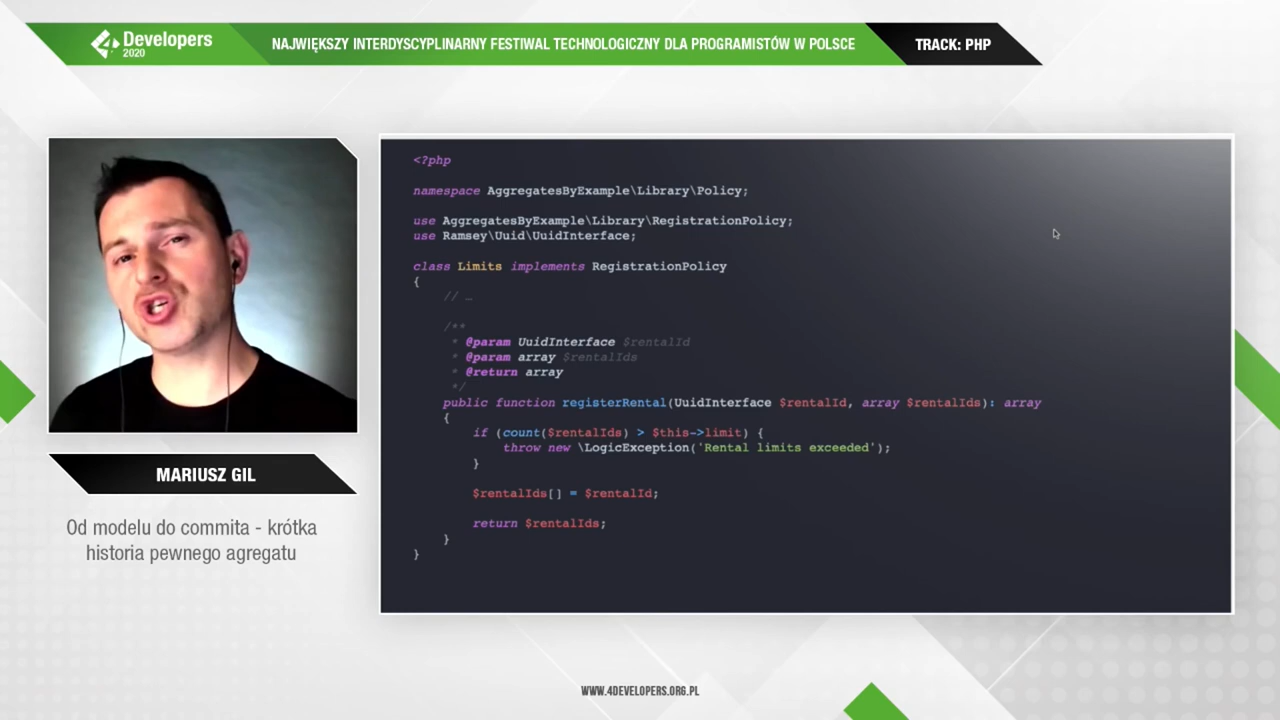 4Developers
2020
NAJWIĘKSZY INTERDYSCYPLINARNY FESTIWAL TECHNOLOGICZNY DLA PROGRAMISTÓW W POLSCE
TRACK: PHP
MARIUSZ GIL
Od modelu do commita - krótka
historia pewnego agregatu
<?php
namespace AggregatesByExample\Library\Policy;
use AggregatesByExample\Library\RegistrationPolicy;
use Ramsey\Uuid\UuidInterface;
class Limits implements RegistrationPolicy
{
// …
/**
* @param UuidInterface $rentalId
* @param array $rentalIds
* @return array
*/
public function registerRental(UuidInterface $rentalId, array $rentalIds): array
{
if (count($rentalIds) > $this->limit) {
throw new \LogicException('Rental limits exceeded');
}
$rentalIds[] = $rentalId;
return $rentalIds;
}
}
WWW.4DEVELOPERS.ORG.PL